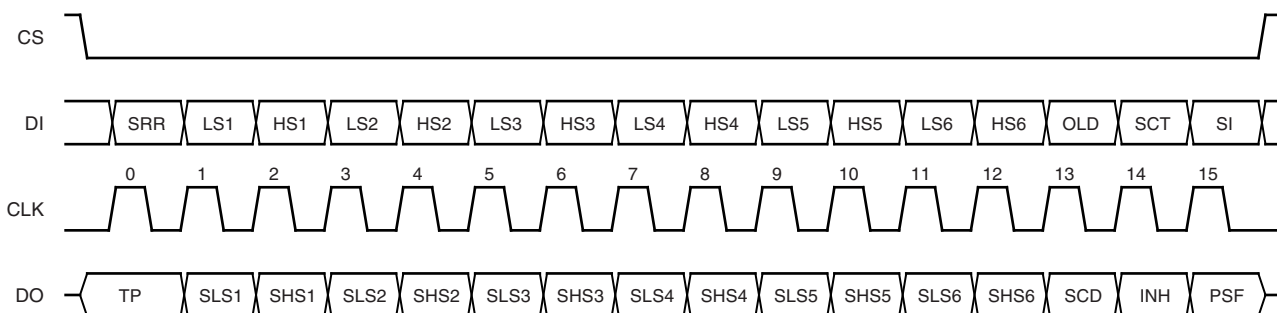 CS
DI SRR LS1 HS1 LS2 HS2 LS3 HS3 LS4 HS4 LS5 HS5 LS6 HS6 OLD SCT SI
0 1 2 3 4 5 6 7 8 9 10 11 12 13 14 15
CLK
DO TP SLS1 SHS1 SLS2 SHS2 SLS3 SHS3 SLS4 SHS4 SLS5 SHS5 SLS6 SHS6 SCD INH PSF